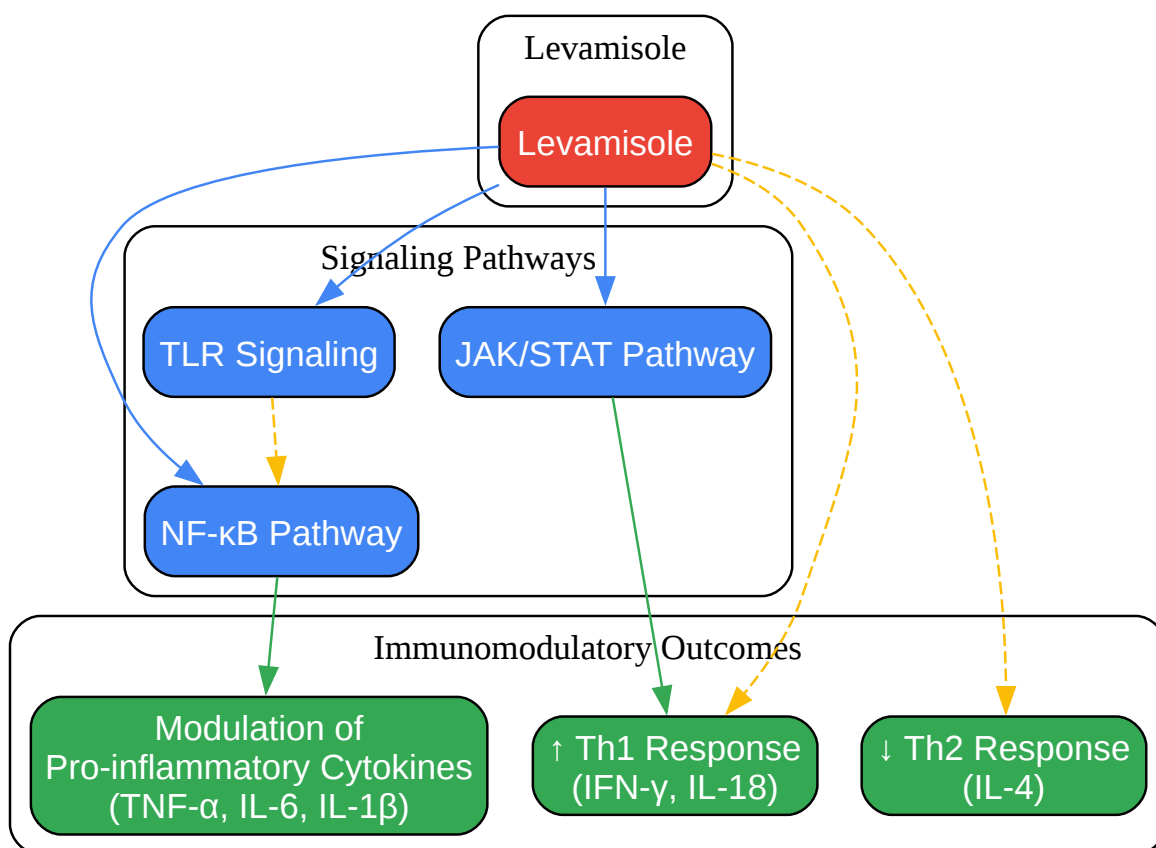 Levamisole
Levamisole
Signaling Pathways
TLR Signaling
JAK/STAT Pathway
NF-κB Pathway
Immunomodulatory Outcomes
Modulation of
Pro-inflammatory Cytokines
(TNF-α, IL-6, IL-1β)
↑ Th1 Response
(IFN-γ, IL-18)
↓ Th2 Response
(IL-4)